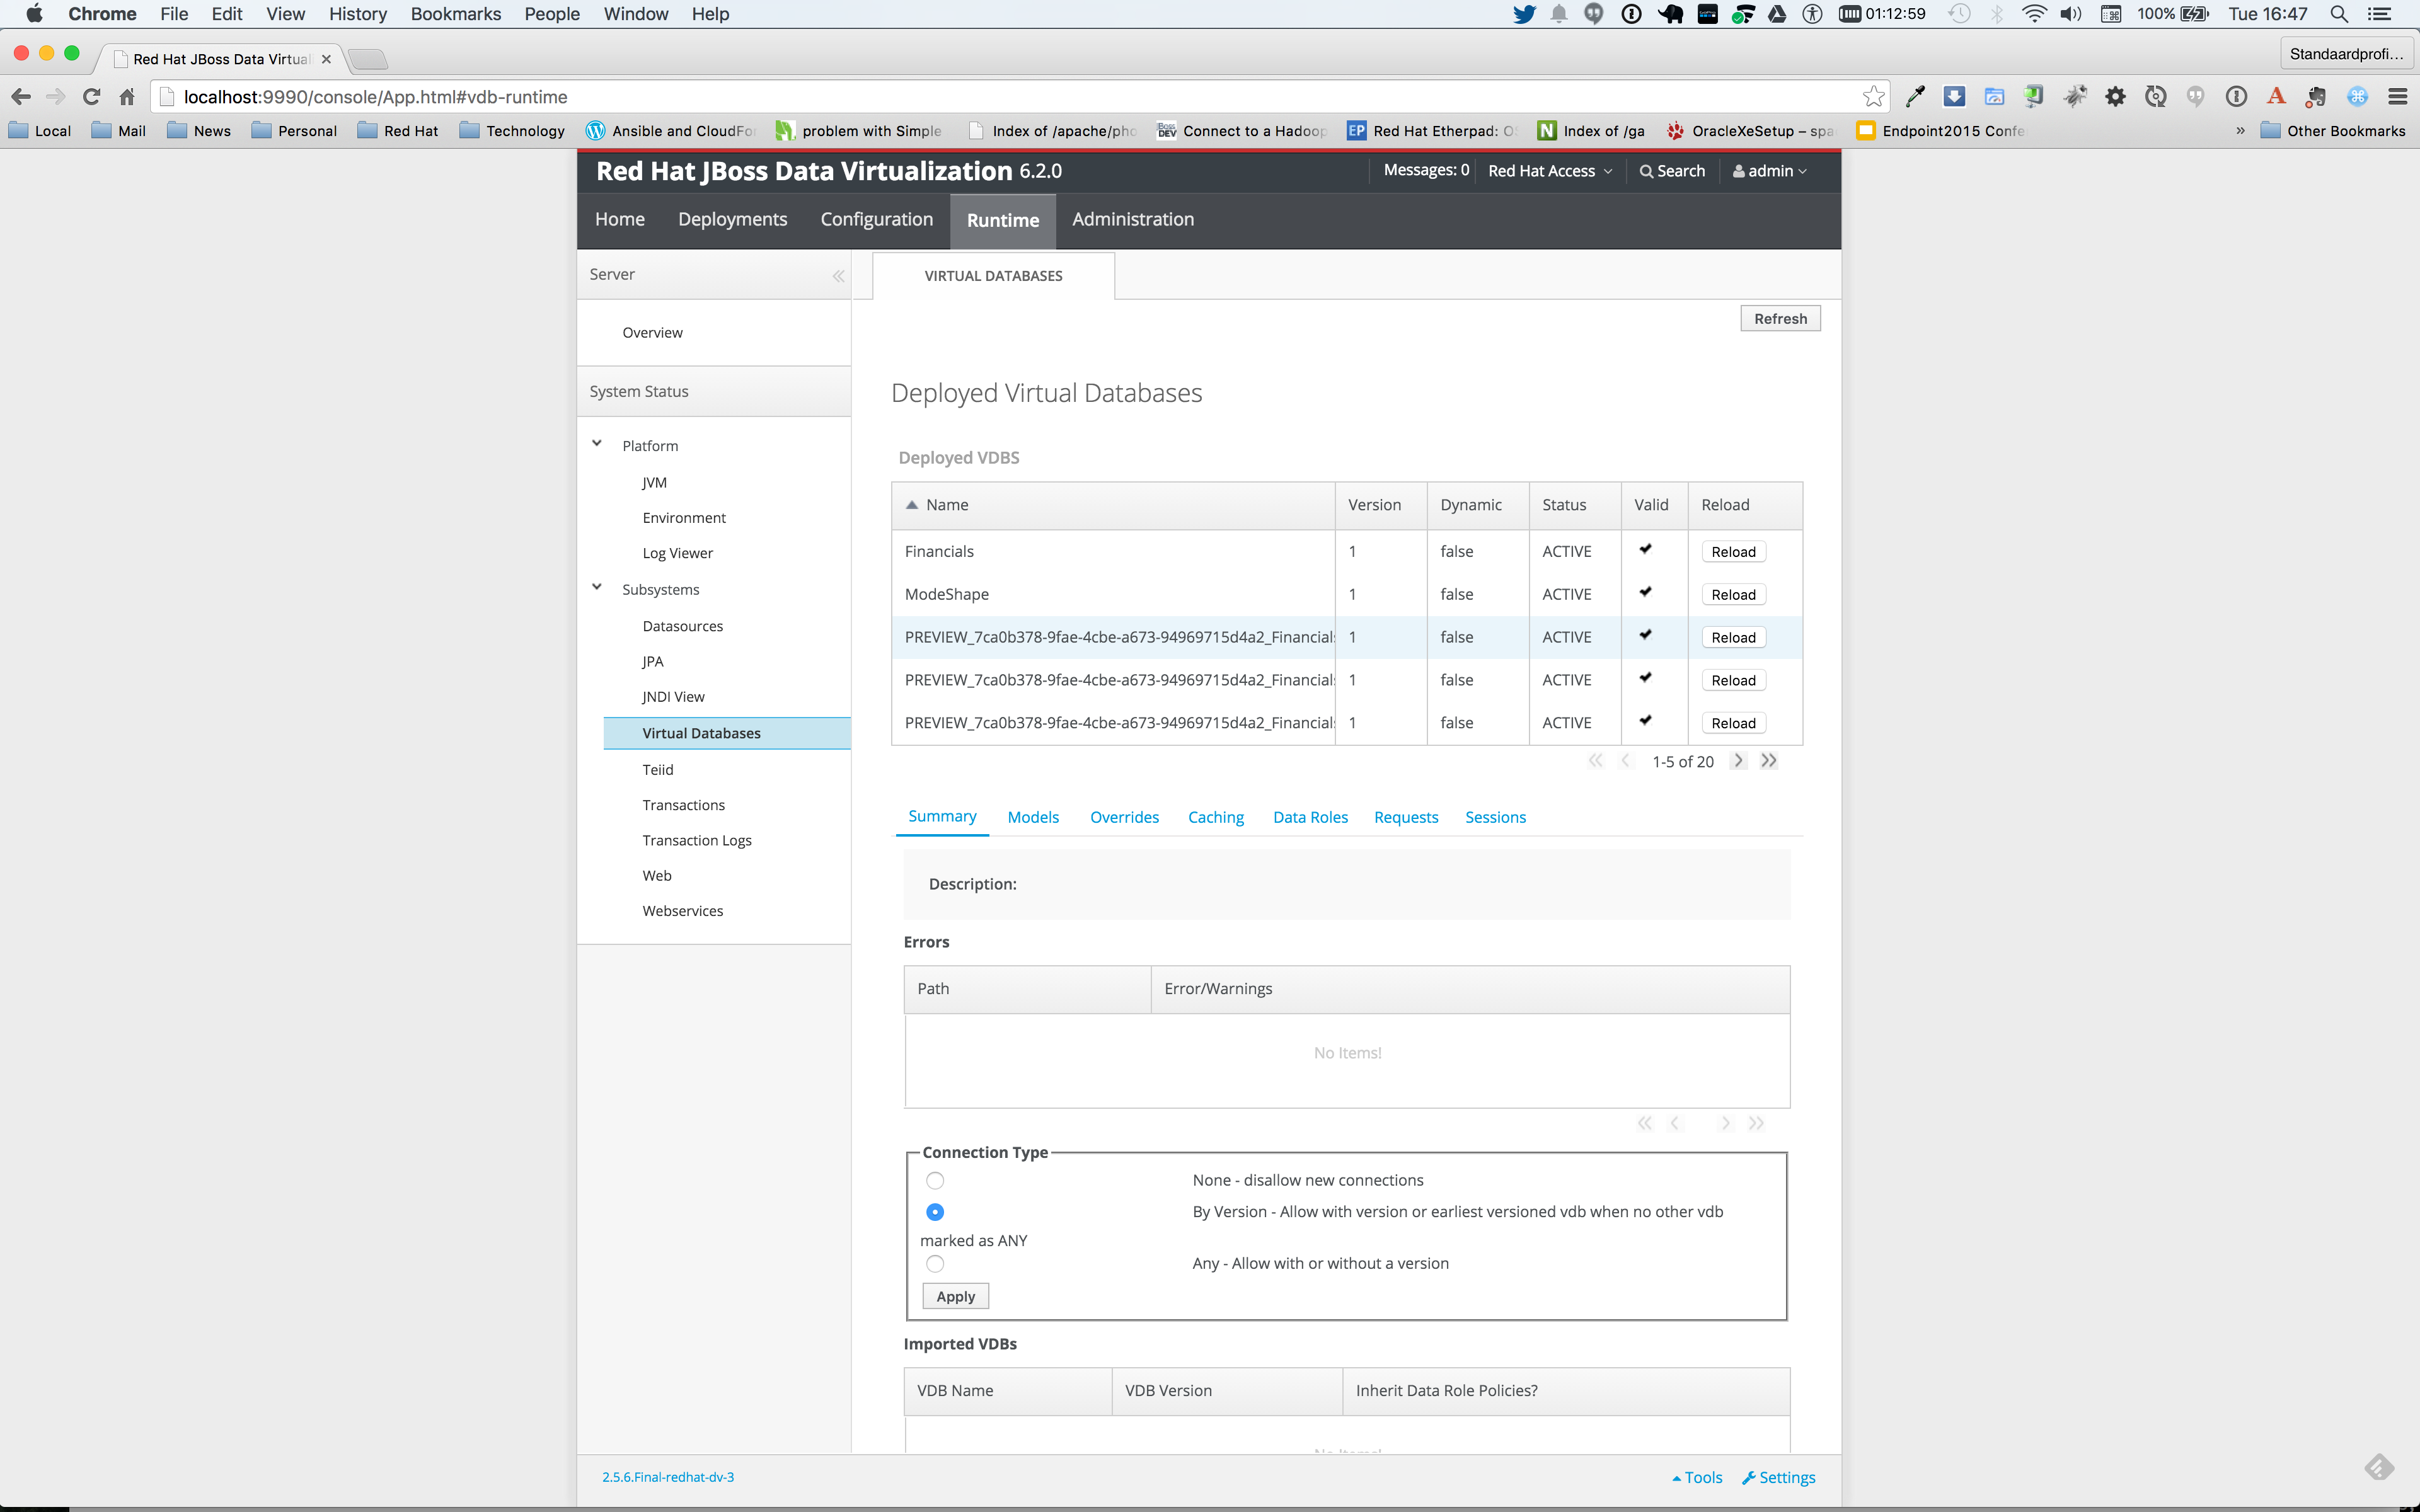 Chrome File Edit View History Bookmarks People Window Help 01:12:59 100% Tue 16:47
Red Hat JBoss Data Virtual Standaardprofi...
localhost:9990/console/App.html#vdb-runtime
Local Mail News Personal Red Hat Technology Ansible and CloudFo problem with Simple Index of /apache/pho Connect to a Hadoop Red Hat Etherpad: O Index of /ga OracleXeSetup – spa Endpoint2015 Confe » Other Bookmarks
Red Hat JBoss Data Virtualization 6.2.0 Messages: 0 Red Hat Access Search admin
Home Deployments Configuration Runtime Administration
Server
VIRTUAL DATABASES
Refresh
Overview
System Status
Platform
JVM
Environment
Log Viewer
Subsystems
Datasources
JPA
JNDI View
Virtual Databases
Teiid
Transactions
Transaction Logs
Web
Webservices
Deployed Virtual Databases
Deployed VDBS
Name Version Dynamic Status Valid Reload
Financials 1 false ACTIVE Reload
ModeShape 1 false ACTIVE Reload
PREVIEW_7ca0b378-9fae-4cbe-a673-94969715d4a2_Financial 1 false ACTIVE Reload
PREVIEW_7ca0b378-9fae-4cbe-a673-94969715d4a2_Financial 1 false ACTIVE Reload
PREVIEW_7ca0b378-9fae-4cbe-a673-94969715d4a2_Financial 1 false ACTIVE Reload
1-5 of 20
Summary Models Overrides Caching Data Roles Requests Sessions
Description:
Errors
Path Error/Warnings
No Items!
Connection Type
None - disallow new connections
By Version - Allow with version or earliest versioned vdb when no other vdb
marked as ANY
Any - Allow with or without a version
Apply
Imported VDBs
VDB Name VDB Version Inherit Data Role Policies?
2.5.6.Final-redhat-dv-3 Tools Settings